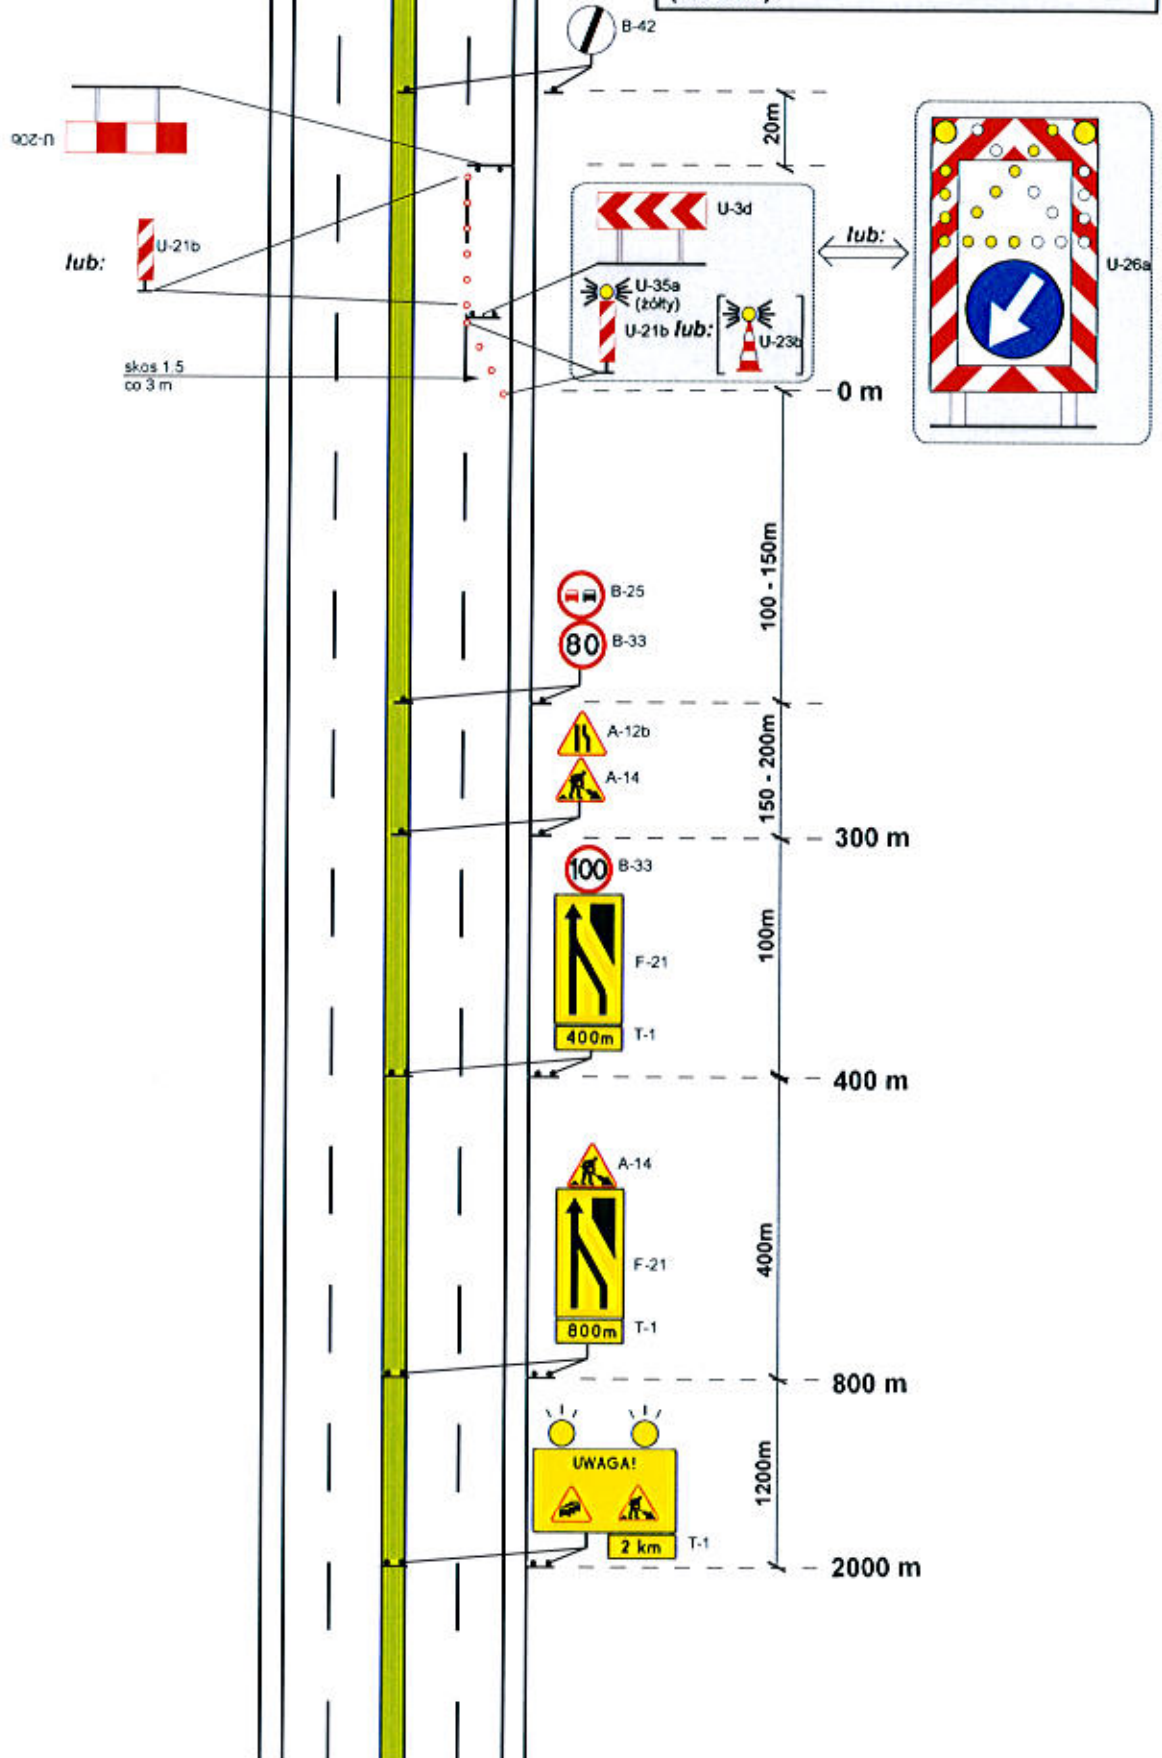 B-42
20m
U-20b
U-3d
lub:
U-21b
lub:
U-35a
(żółty)
U-26a
U-21b lub:
U-23b
skos 1:5
co 3 m
0 m
100 - 150m
B-25
80
B-33
A-12b
150 - 200m
A-14
300 m
100
B-33
100m
F-21
400m
T-1
400 m
A-14
400m
F-21
800m
T-1
800 m
UWAGA!
1200m
2 km
T-1
2000 m